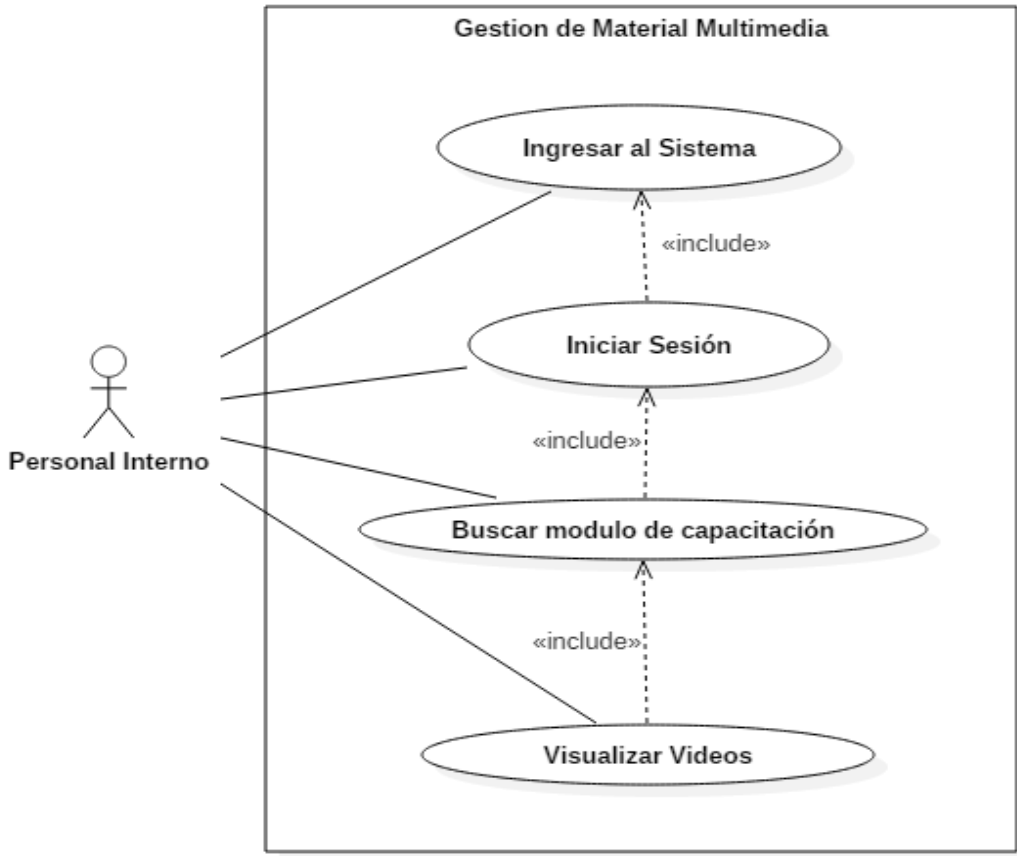 Gestion de Material Multimedia
Ingresar al Sistema
«include»
Iniciar Sesión
«include»
Personal Interno
Buscar modulo de capacitación
«include»
Visualizar Videos